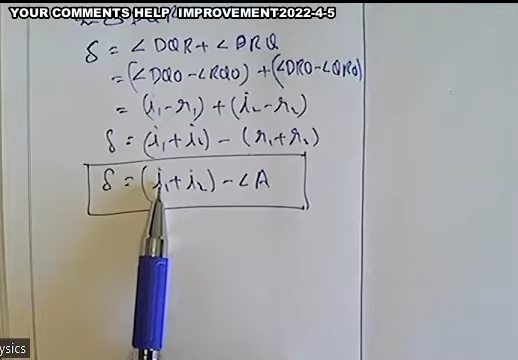 YOUR COMMENTS HELP IMPROVEMENT2022-4-5
δ = ∠DQR + ∠DRQ
= (∠DQO - ∠RQO) + (∠DRO - ∠QRO)
= (i₁ - r₁) + (i₂ - r₂)
δ = (i₁ + i₂) - (r₁ + r₂)
δ = (i₁ + i₂) - ∠A
ysics